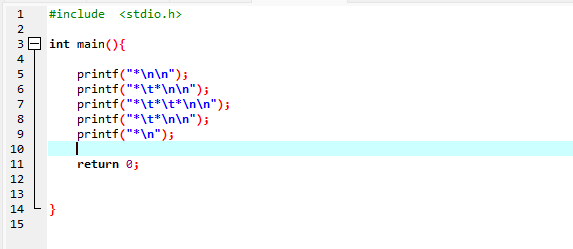 1 #include  <stdio.h>
2
3 int main(){
4
5     printf("*\n\n");
6     printf("*\t*\n\n");
7     printf("*\t*\t*\n\n");
8     printf("*\t*\n\n");
9     printf("*\n");
10
11     return 0;
12
13
14 }
15